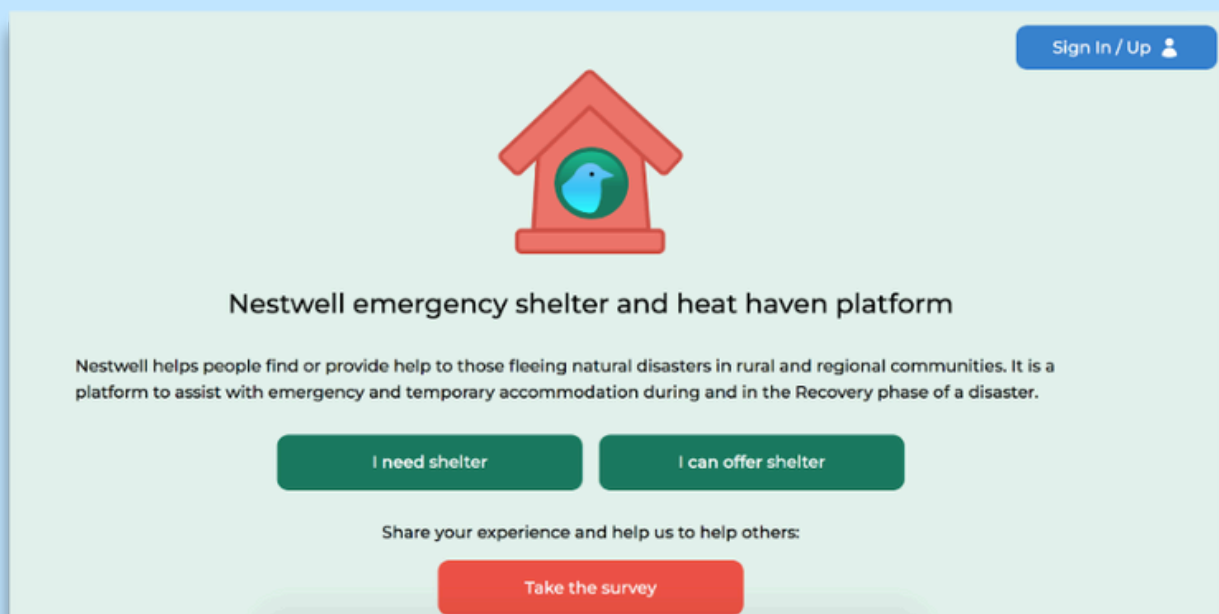 Sign In / Up
Nestwell emergency shelter and heat haven platform
Nestwell helps people find or provide help to those fleeing natural disasters in rural and regional communities. It is a
platform to assist with emergency and temporary accommodation during and in the Recovery phase of a disaster.
I need shelter
I can offer shelter
Share your experience and help us to help others:
Take the survey